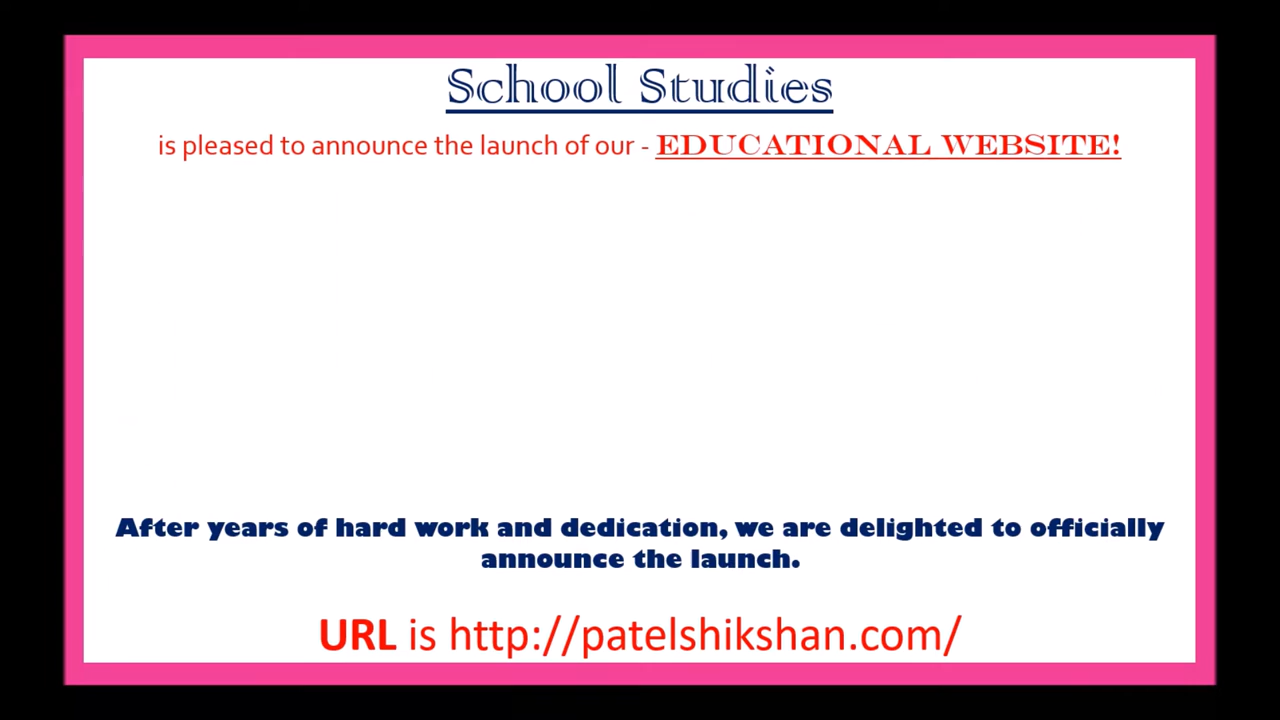 School Studies
is pleased to announce the launch of our - EDUCATIONAL WEBSITE!
After years of hard work and dedication, we are delighted to officially
announce the launch.
URL is http://patelshikshan.com/